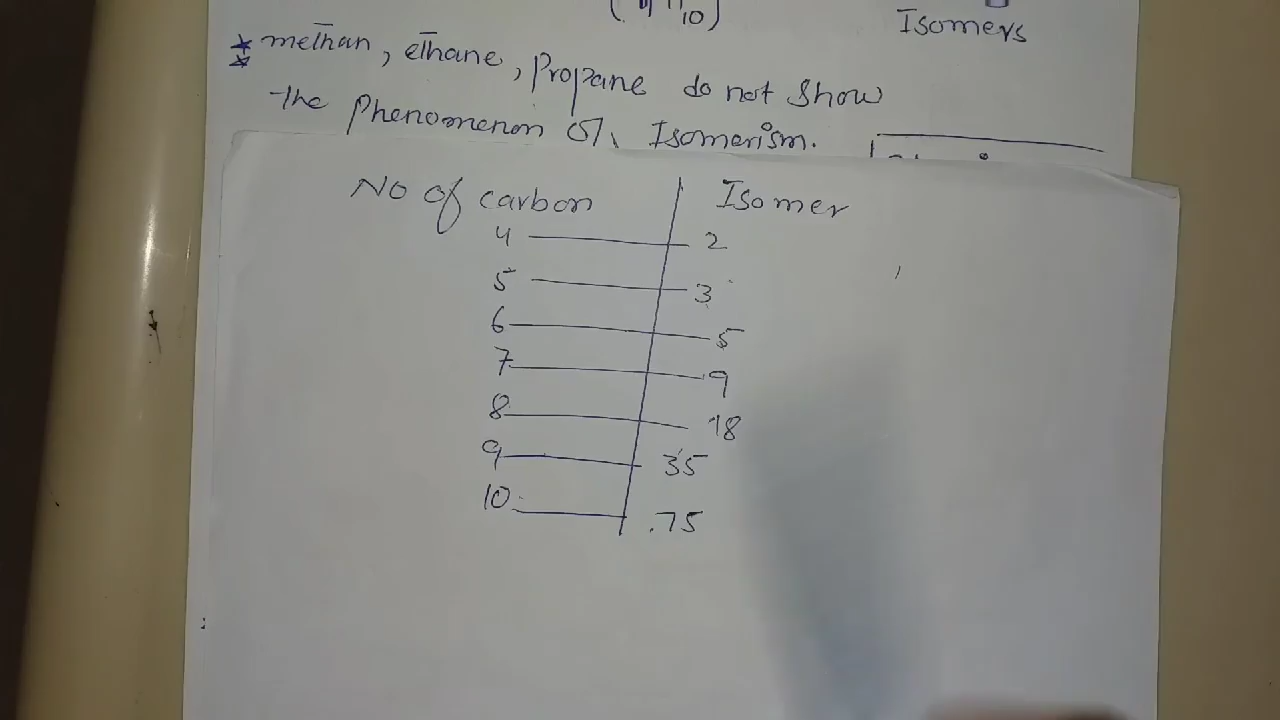 Isomers
methan, ethane, Propane do not show
The Phenomenon of Isomerism.
No of carbon Isomer
4 2
5 3
6 5
7 9
8 18
9 35
10 75